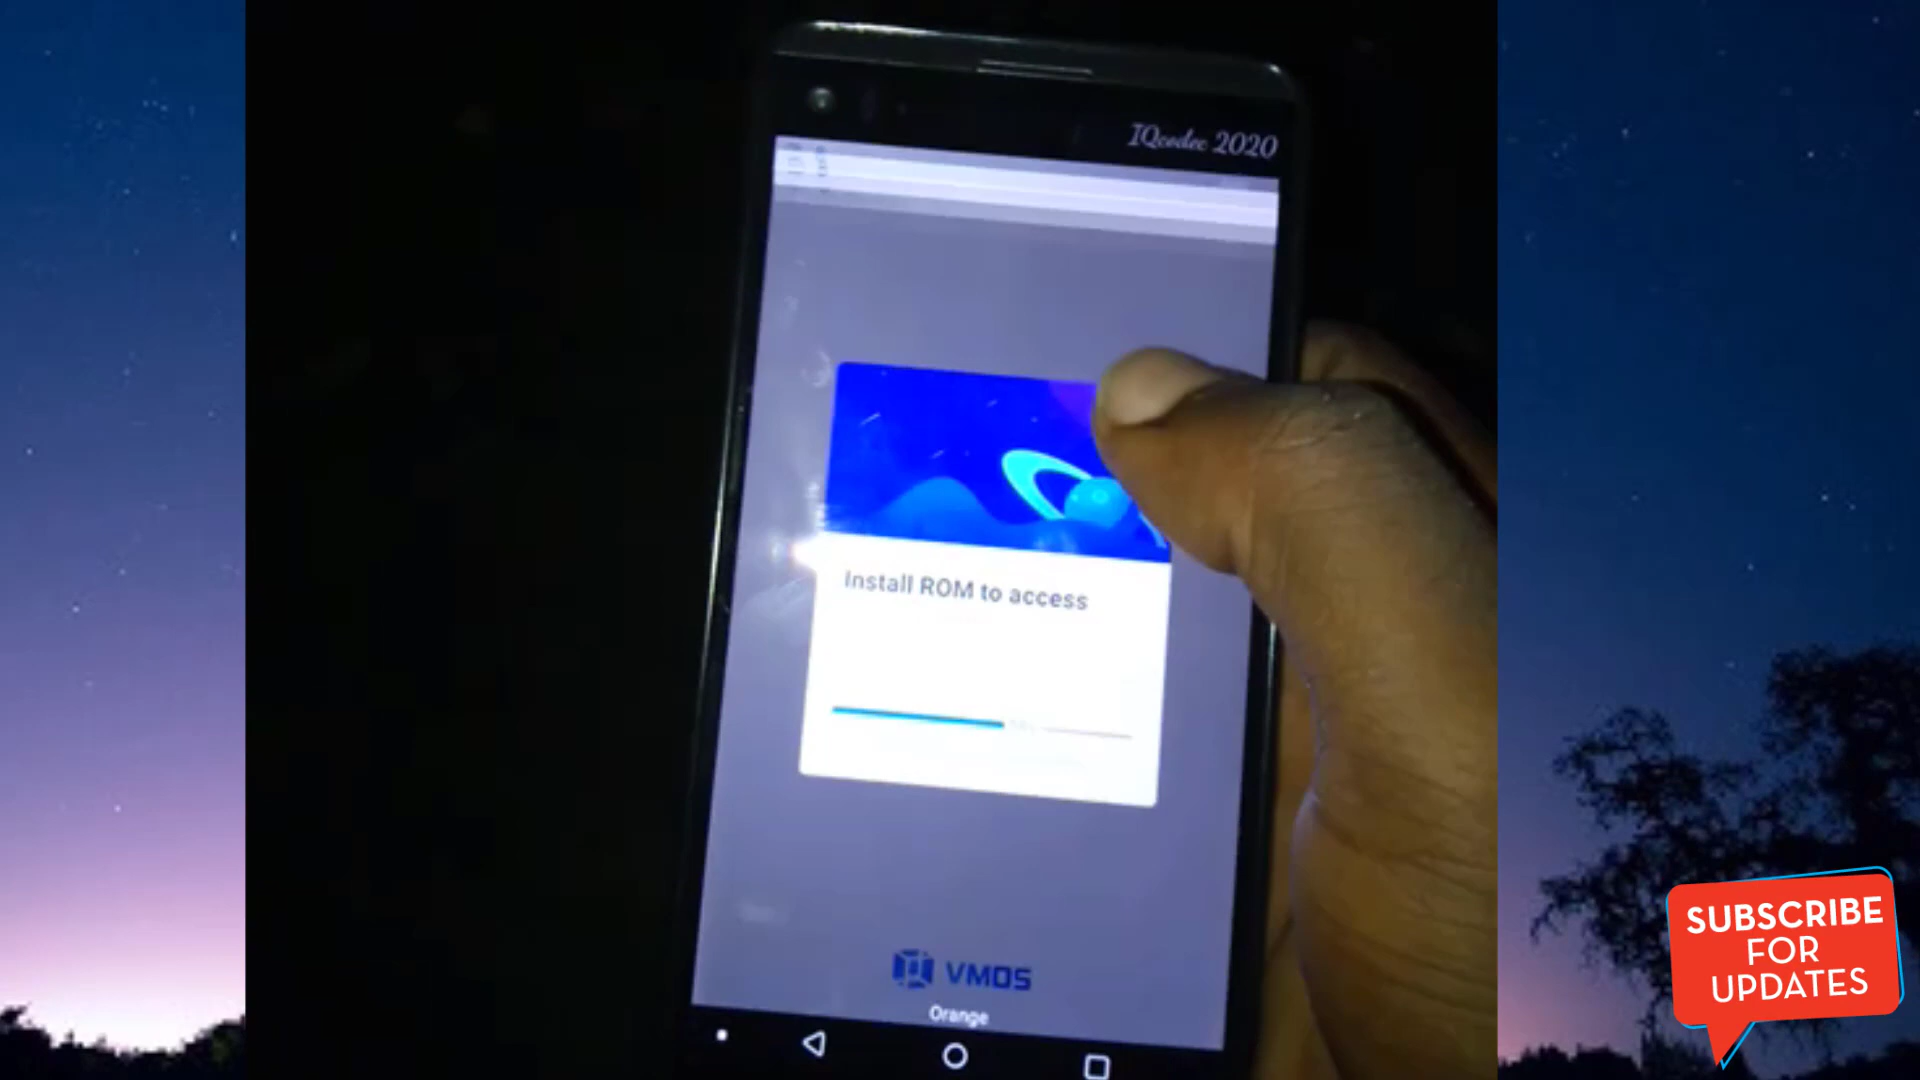 IQcodec 2020
Install ROM to access
VMOS
Orange
SUBSCRIBE
FOR
UPDATES